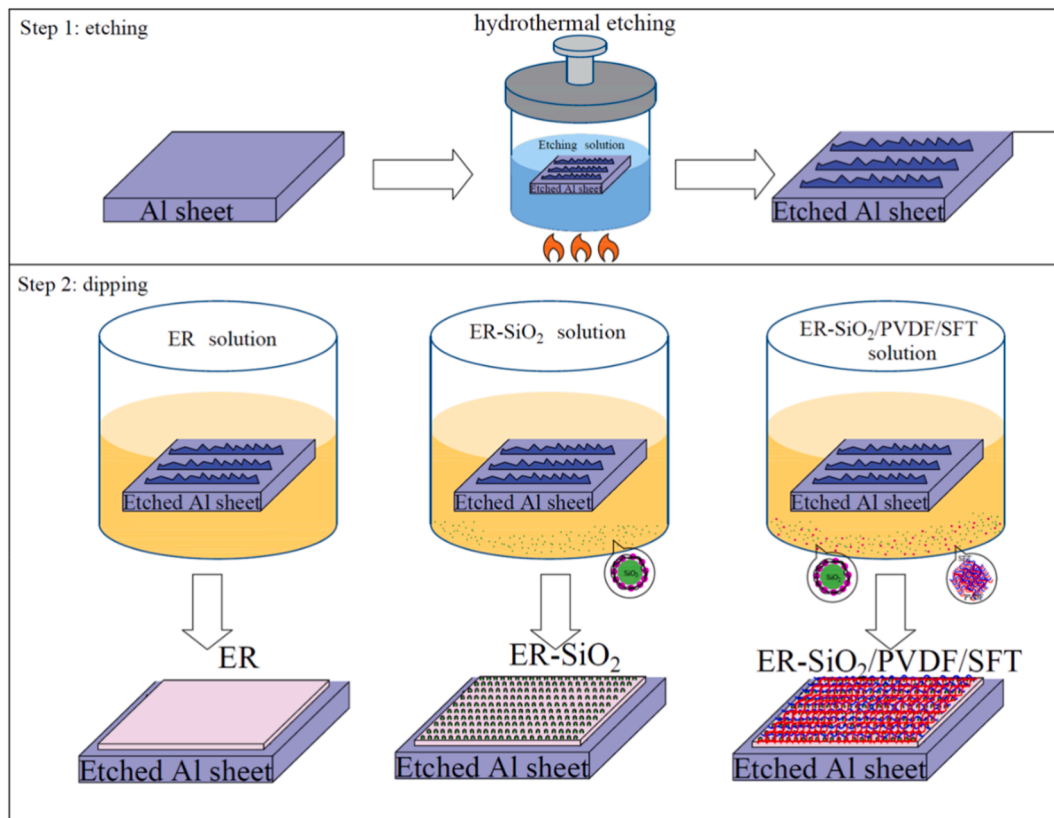 Step 1: etching
hydrothermal etching
Etching solution
Etched Al sheet
Al sheet
Etched Al sheet
Step 2: dipping
ER solution
ER-SiO₂ solution
ER-SiO₂/PVDF/SFT
solution
Etched Al sheet
Etched Al sheet
Etched Al sheet
SiO₂
SiO₂
ER
ER-SiO₂
ER-SiO₂/PVDF/SFT
Etched Al sheet
Etched Al sheet
Etched Al sheet